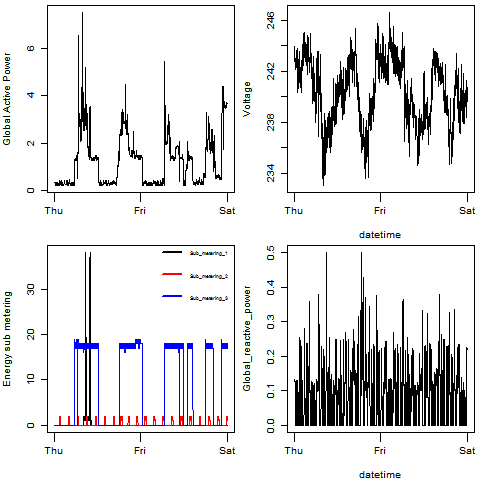 Global Active Power
6
4
2
0
Thu Fri Sat
Voltage
246
242
238
234
Thu Fri Sat
datetime
Energy sub metering
30
20
10
0
Sub_metering_1
Sub_metering_2
Sub_metering_3
Thu Fri Sat
Global_reactive_power
0.5
0.4
0.3
0.2
0.1
0.0
Thu Fri Sat
datetime